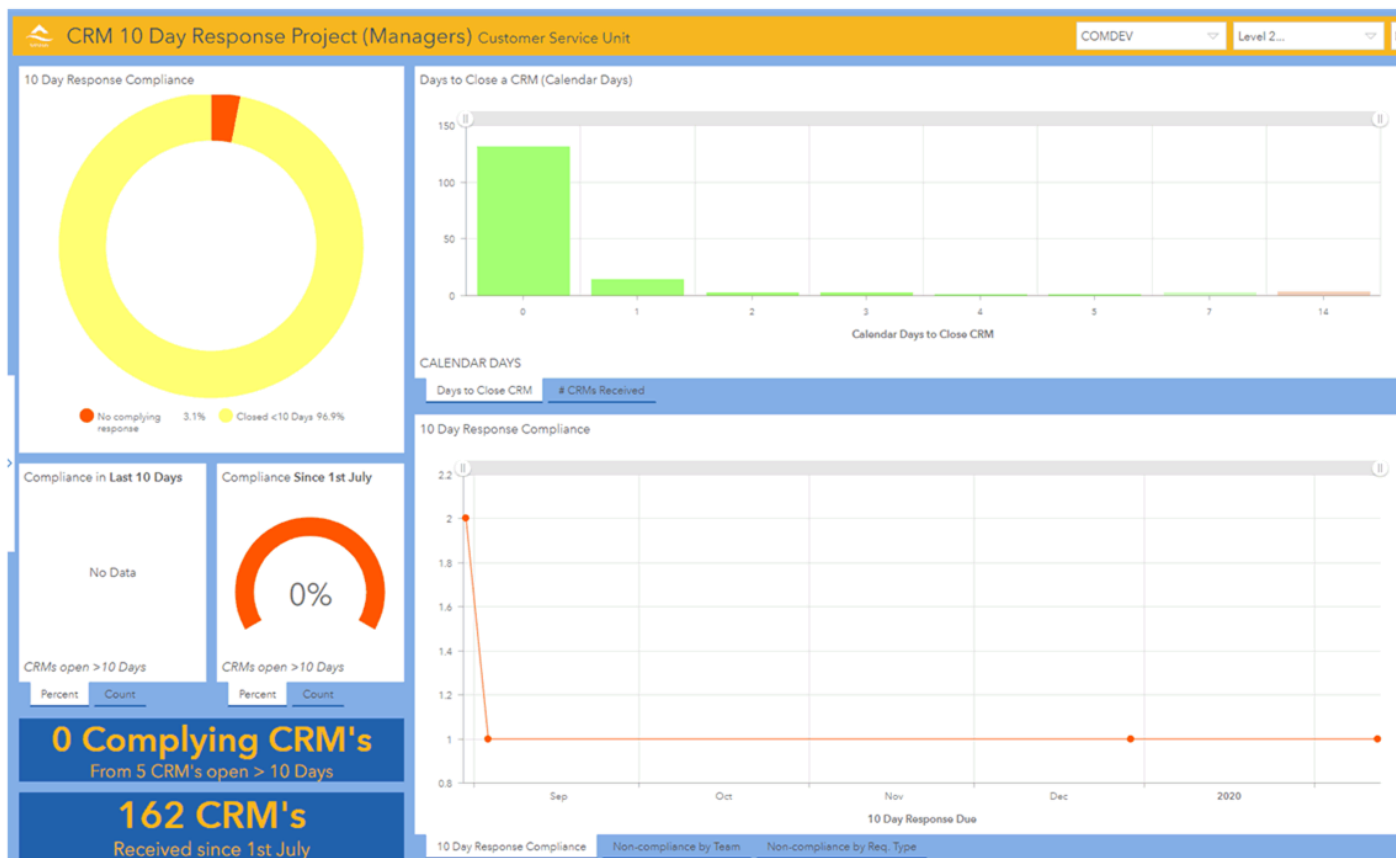 CRM 10 Day Response Project (Managers) Customer Service Unit
COMDEV
Level 2...
10 Day Response Compliance
No complying response 3.1%
Closed <10 Days 96.9%
Days to Close a CRM (Calendar Days)
150
100
50
0
0 1 2 3 4 5 7 14
Calendar Days to Close CRM
CALENDAR DAYS
Days to Close CRM
# CRMs Received
Compliance in Last 10 Days
No Data
CRMs open >10 Days
Percent
Count
Compliance Since 1st July
0%
CRMs open >10 Days
Percent
Count
0 Complying CRM's
From 5 CRM's open > 10 Days
162 CRM's
Received since 1st July
10 Day Response Compliance
2.2
2
1.8
1.6
1.4
1.2
1
0.8
Sep Oct Nov Dec 2020
10 Day Response Due
10 Day Response Compliance
Non-compliance by Team
Non-compliance by Req. Type